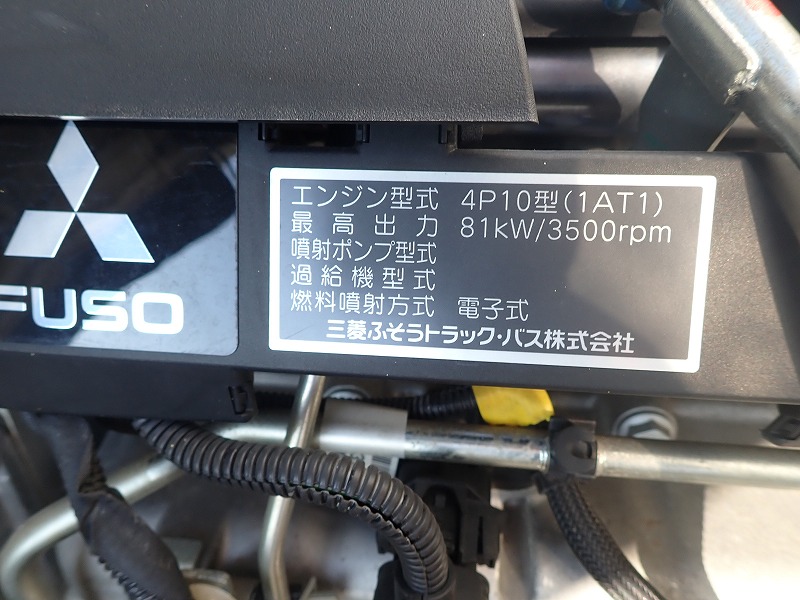 FUSO
エンジン型式 4P10型(1AT1)
最高出力 81kW/3500rpm
噴射ポンプ型式
過給機型式
燃料噴射方式 電子式
三菱ふそうトラック・バス株式会社